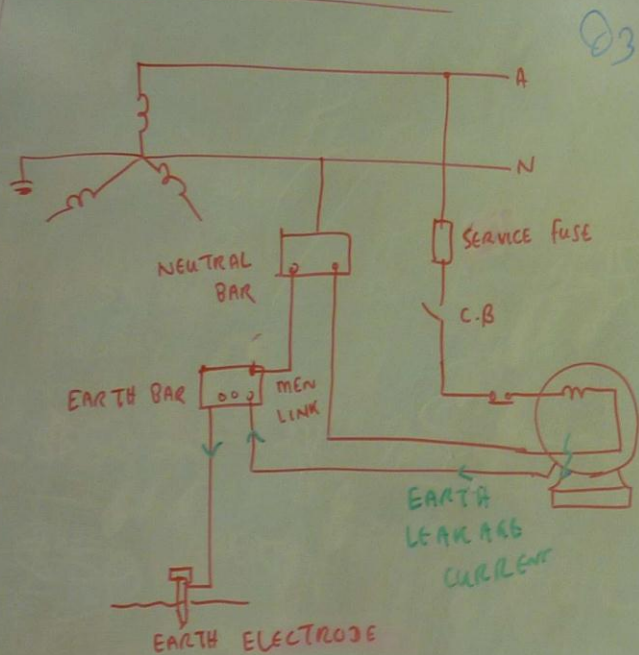 Q3
A
N
SERVICE FUSE
NEUTRAL
BAR
C.B
EARTH BAR
MEN
LINK
EARTH
LEAKAGE
CURRENT
EARTH ELECTRODE